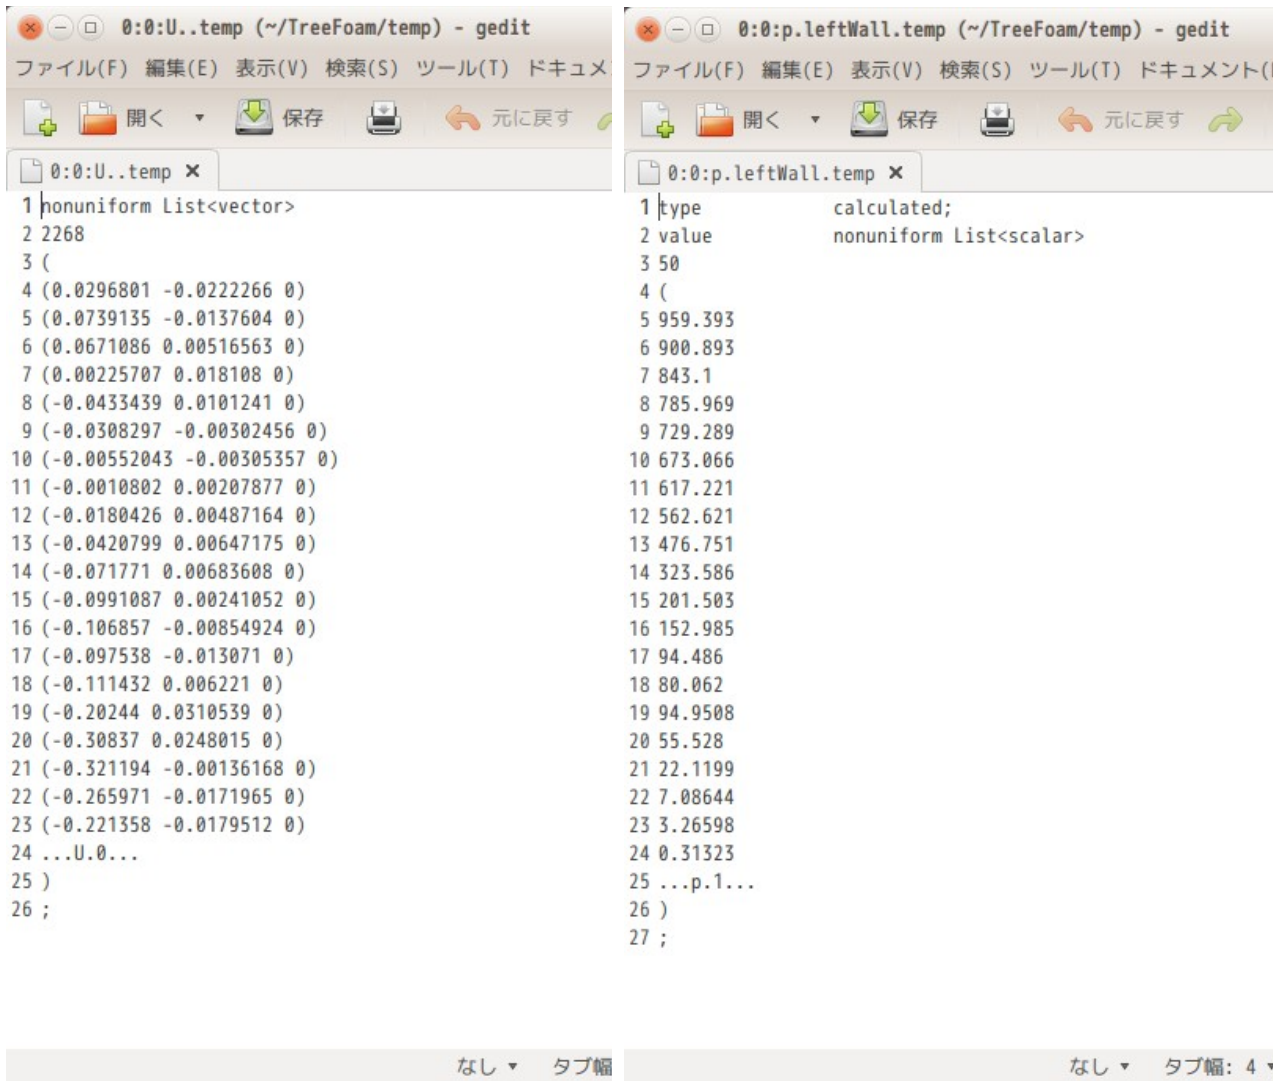 0:0:U..temp (~/TreeFoam/temp) - gedit
ファイル(F) 編集(E) 表示(V) 検索(S) ツール(T) ドキュメ
開く 保存 元に戻す
0:0:U..temp
1 nonuniform List<vector>
2 2268
3 (
4 (0.0296801 -0.0222266 0)
5 (0.0739135 -0.0137604 0)
6 (0.0671086 0.00516563 0)
7 (0.00225707 0.018108 0)
8 (-0.0433439 0.0101241 0)
9 (-0.0308297 -0.00302456 0)
10 (-0.00552043 -0.00305357 0)
11 (-0.0010802 0.00207877 0)
12 (-0.0180426 0.00487164 0)
13 (-0.0420799 0.00647175 0)
14 (-0.071771 0.00683608 0)
15 (-0.0991087 0.00241052 0)
16 (-0.106857 -0.00854924 0)
17 (-0.097538 -0.013071 0)
18 (-0.111432 0.006221 0)
19 (-0.20244 0.0310539 0)
20 (-0.30837 0.0248015 0)
21 (-0.321194 -0.00136168 0)
22 (-0.265971 -0.0171965 0)
23 (-0.221358 -0.0179512 0)
24 ...U.0...
25 )
26 ;
なし タブ幅
0:0:p.leftWall.temp (~/TreeFoam/temp) - gedit
ファイル(F) 編集(E) 表示(V) 検索(S) ツール(T) ドキュメント(
開く 保存 元に戻す
0:0:p.leftWall.temp
1 type calculated;
2 value nonuniform List<scalar>
3 50
4 (
5 959.393
6 900.893
7 843.1
8 785.969
9 729.289
10 673.066
11 617.221
12 562.621
13 476.751
14 323.586
15 201.503
16 152.985
17 94.486
18 80.062
19 94.9508
20 55.528
21 22.1199
22 7.08644
23 3.26598
24 0.31323
25 ...p.1...
26 )
27 ;
なし タブ幅: 4